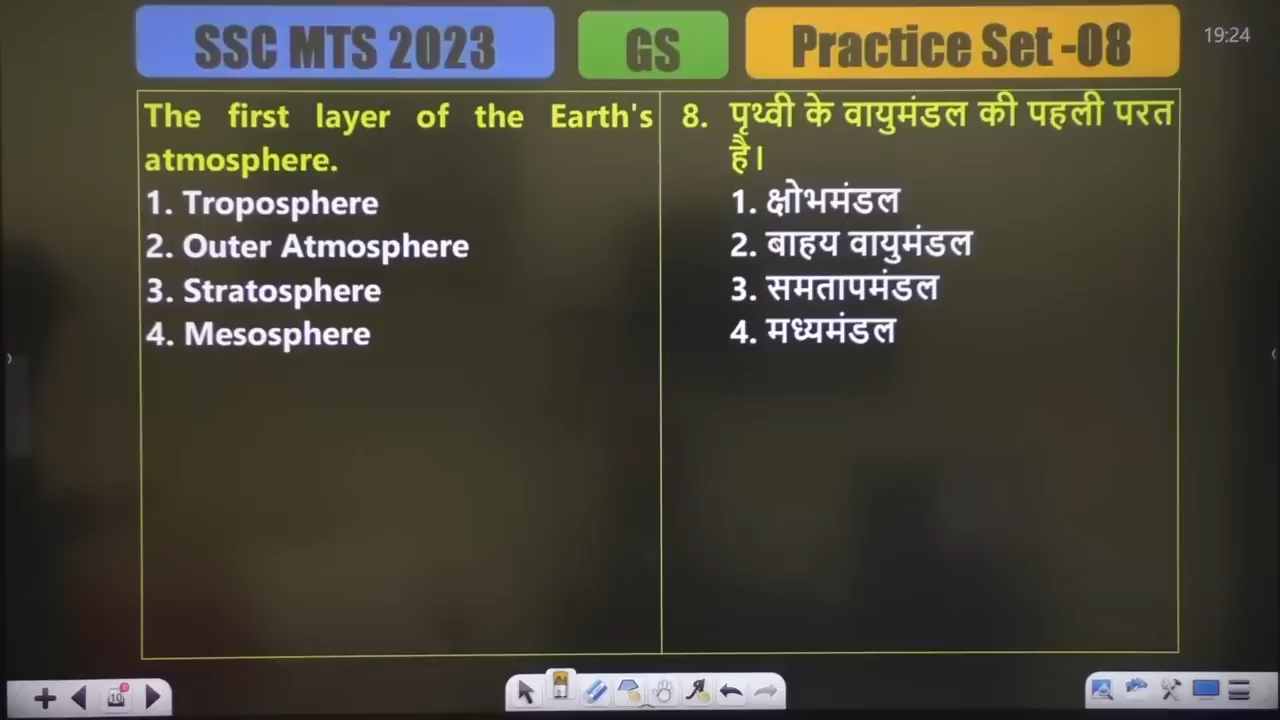 SSC MTS 2023
GS
Practice Set -08
19:24
The first layer of the Earth's
atmosphere.
1. Troposphere
2. Outer Atmosphere
3. Stratosphere
4. Mesosphere
8. पृथ्वी के वायुमंडल की पहली परत
है।
1. क्षोभमंडल
2. बाहय वायुमंडल
3. समतापमंडल
4. मध्यमंडल
10